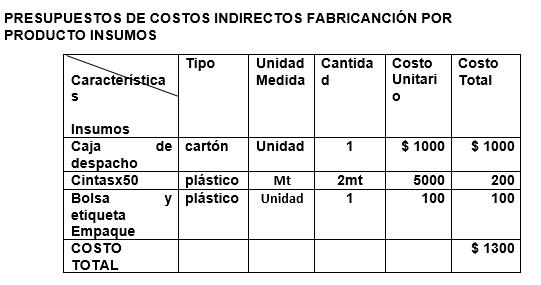 PRESUPUESTOS DE COSTOS INDIRECTOS FABRICANCIÓN POR
PRODUCTO INSUMOS
Característica
s
Insumos
Tipo
Unidad
Medida
Cantida
d
Costo
Unitari
o
Costo
Total
Caja de
despacho
cartón
Unidad
1
$ 1000
$ 1000
Cintasx50
plástico
Mt
2mt
5000
200
Bolsa y
etiqueta
Empaque
plástico
Unidad
1
100
100
COSTO
TOTAL
$ 1300